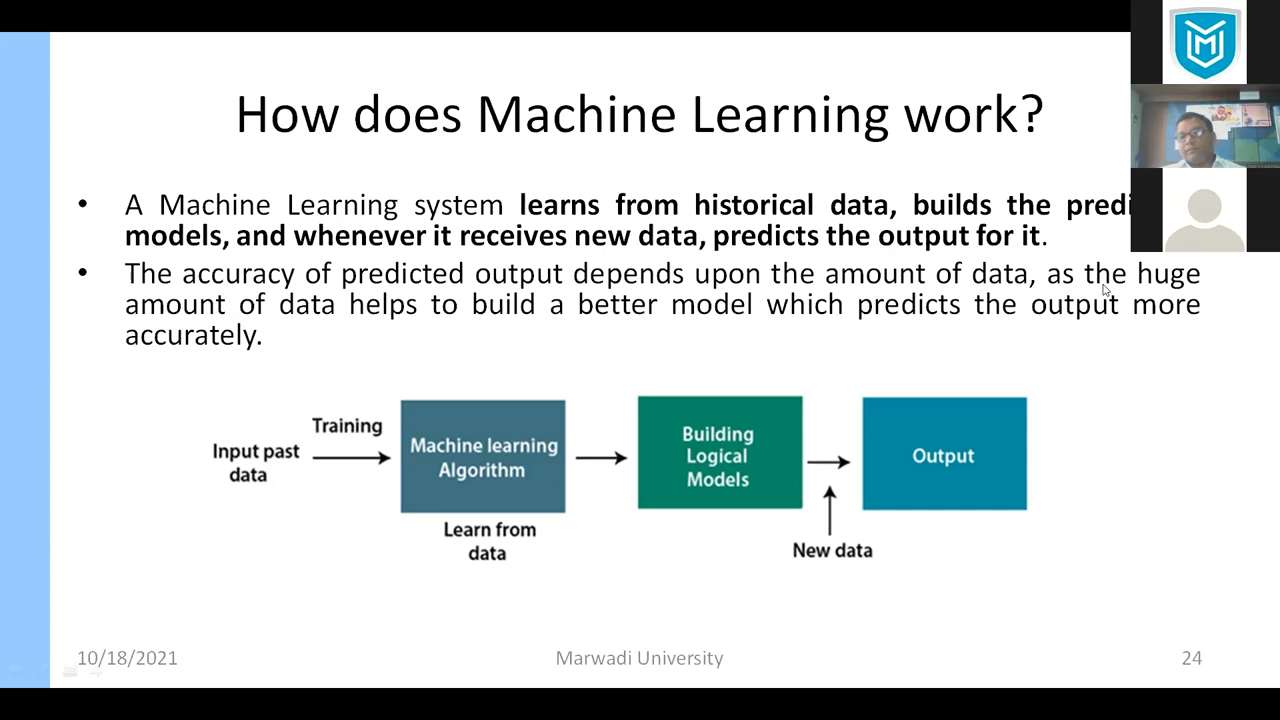 How does Machine Learning work?
• A Machine Learning system learns from historical data, builds the
models, and whenever it receives new data, predicts the output for it.
• The accuracy of predicted output depends upon the amount of data, as the huge
amount of data helps to build a better model which predicts the output more
accurately.
Training
Input past
data
Machine learning
Algorithm
Learn from
data
Building
Logical
Models
New data
Output
10/18/2021
Marwadi University
24